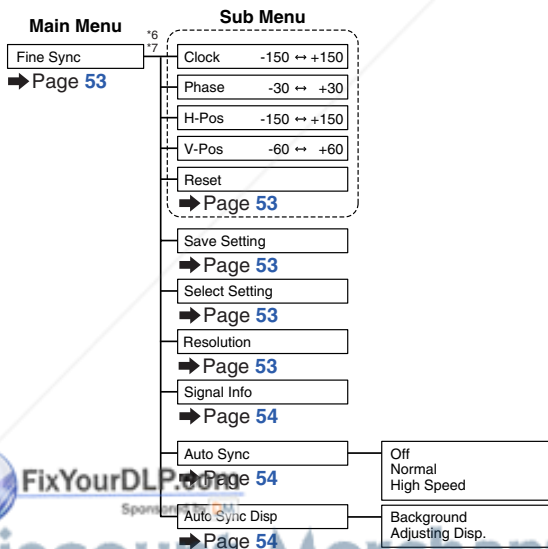 Main Menu
Sub Menu
*6
*7
Fine Sync
➡Page 53
Clock -150 ↔ +150
Phase -30 ↔ +30
H-Pos -150 ↔ +150
V-Pos -60 ↔ +60
Reset
➡Page 53
Save Setting
➡Page 53
Select Setting
➡Page 53
Resolution
➡Page 53
Signal Info
➡Page 54
Auto Sync
Off
Normal
High Speed
➡Page 54
FixYourDLP.com
Sponsored by
Auto Sync Disp
Background
Adjusting Disp.
➡Page 54